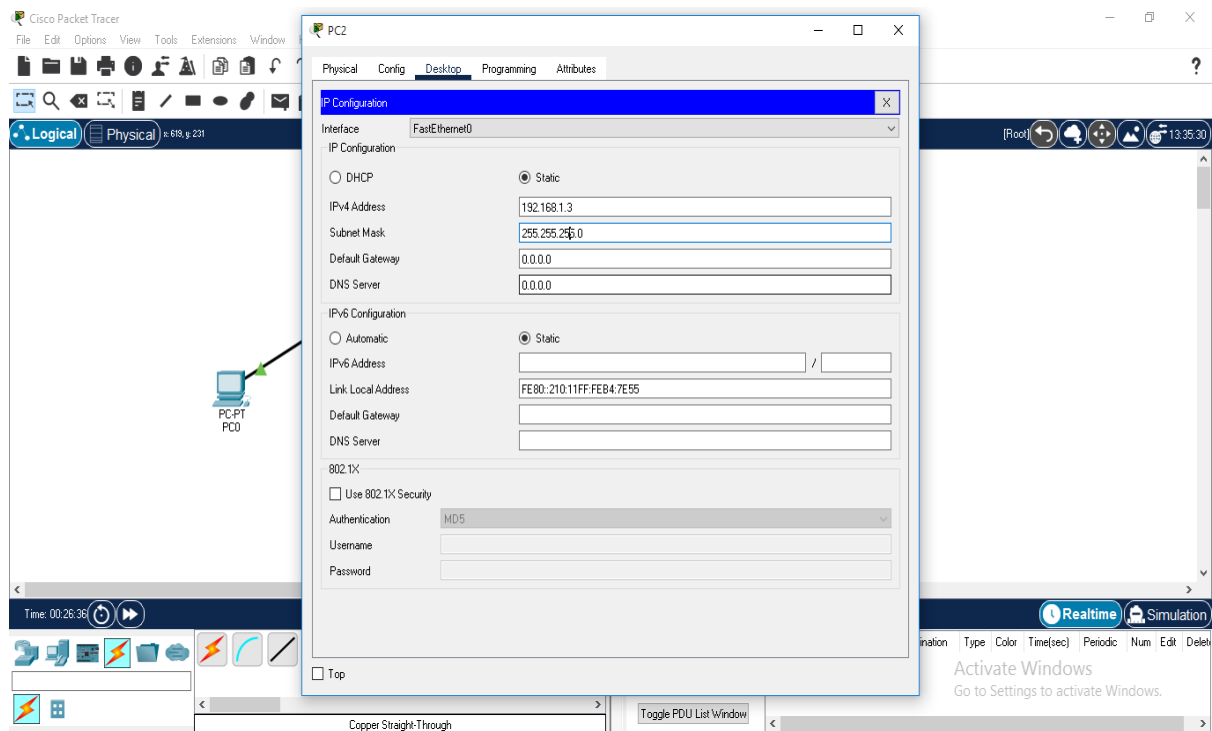 Cisco Packet Tracer
File Edit Options View Tools Extensions Window
PC2
Physical Config Desktop Programming Attributes
IP Configuration X
Interface FastEthernet0
IP Configuration
DHCP Static
IPv4 Address 192.168.1.3
Subnet Mask 255.255.255.0
Default Gateway 0.0.0.0
DNS Server 0.0.0.0
IPv6 Configuration
Automatic Static
IPv6 Address /
Link Local Address FE80::210:11FF:FEB4:7E55
Default Gateway
DNS Server
802.1X
Use 802.1X Security
Authentication MD5
Username
Password
Top
?
Logical Physical x: 619, y: 231
[Root] 13:35:30
PC-PT
PC0
Time: 00:26:36
Realtime Simulation
Type Color Time(sec) Periodic Num Edit
Activate Windows
Go to Settings to activate Windows.
Toggle PDU List Window
Copper Straight-Through